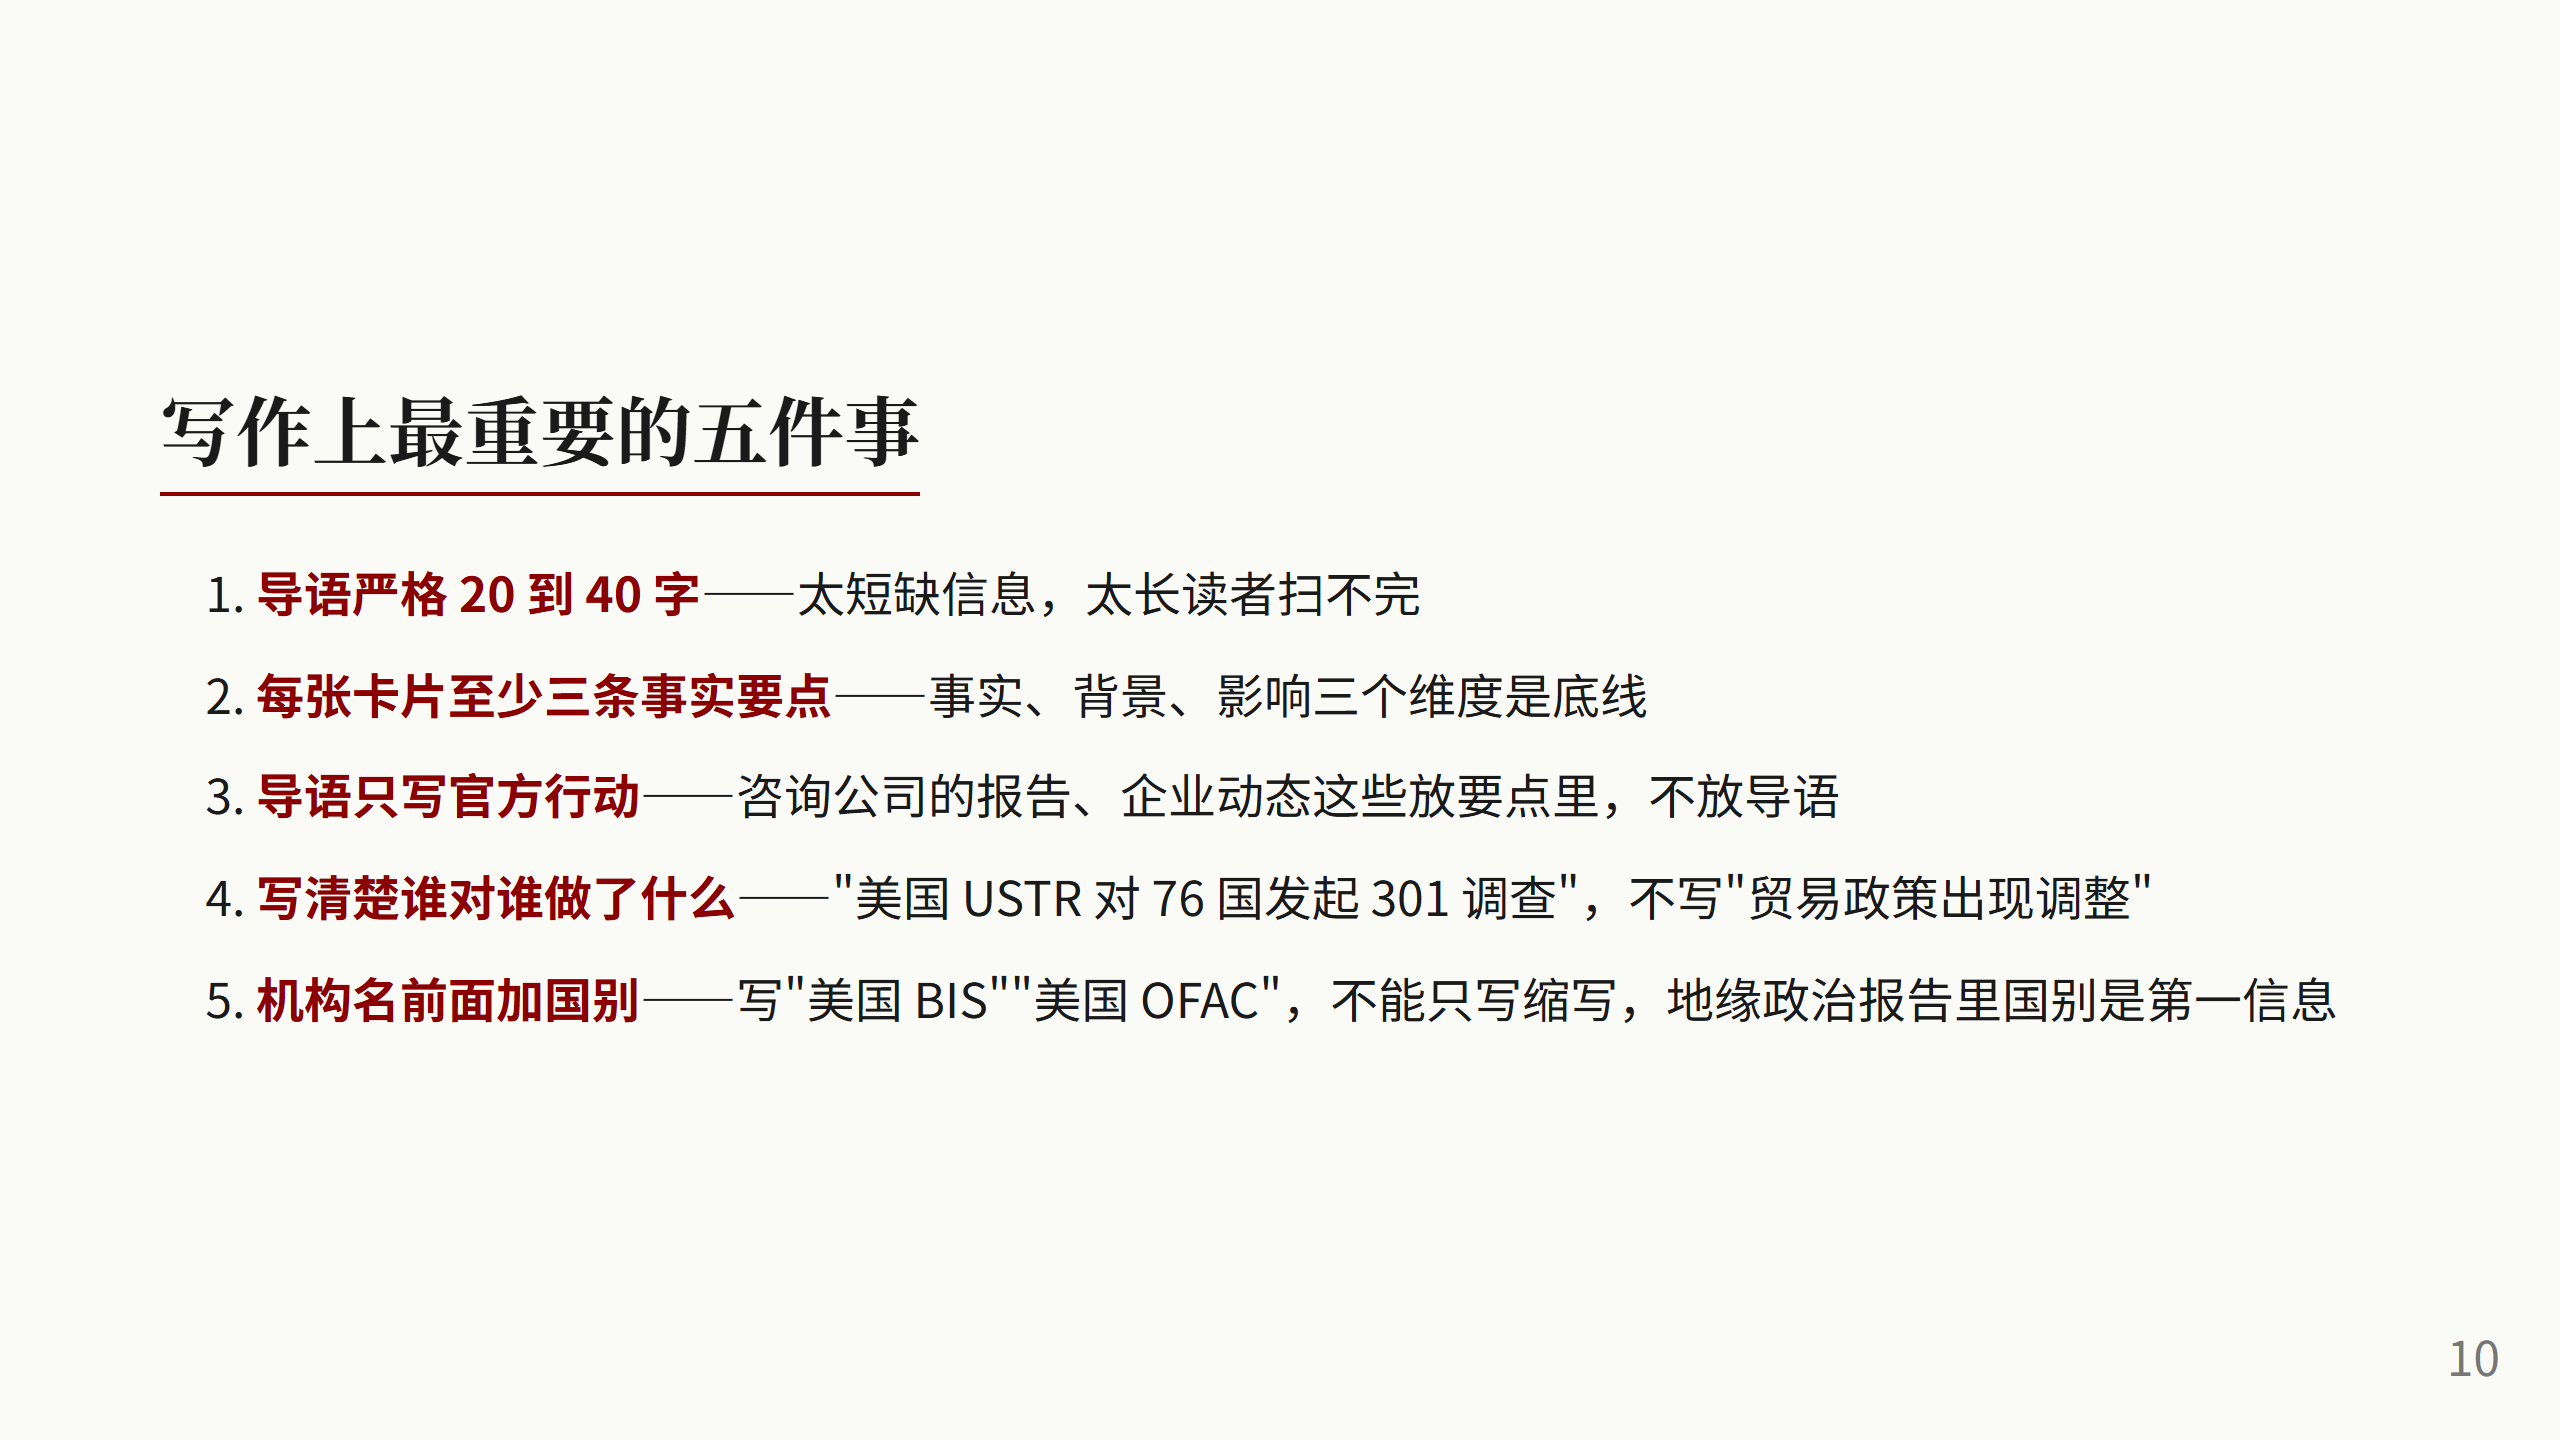 写作上最重要的五件事
1. 导语严格 20 到 40 字——太短缺信息，太长读者扫不完
2. 每张卡片至少三条事实要点——事实、背景、影响三个维度是底线
3. 导语只写官方行动——咨询公司的报告、企业动态这些放要点里，不放导语
4. 写清楚谁对谁做了什么——"美国 USTR 对 76 国发起 301 调查"，不写"贸易政策出现调整"
5. 机构名前面加国别——写"美国 BIS""美国 OFAC"，不能只写缩写，地缘政治报告里国别是第一信息
10